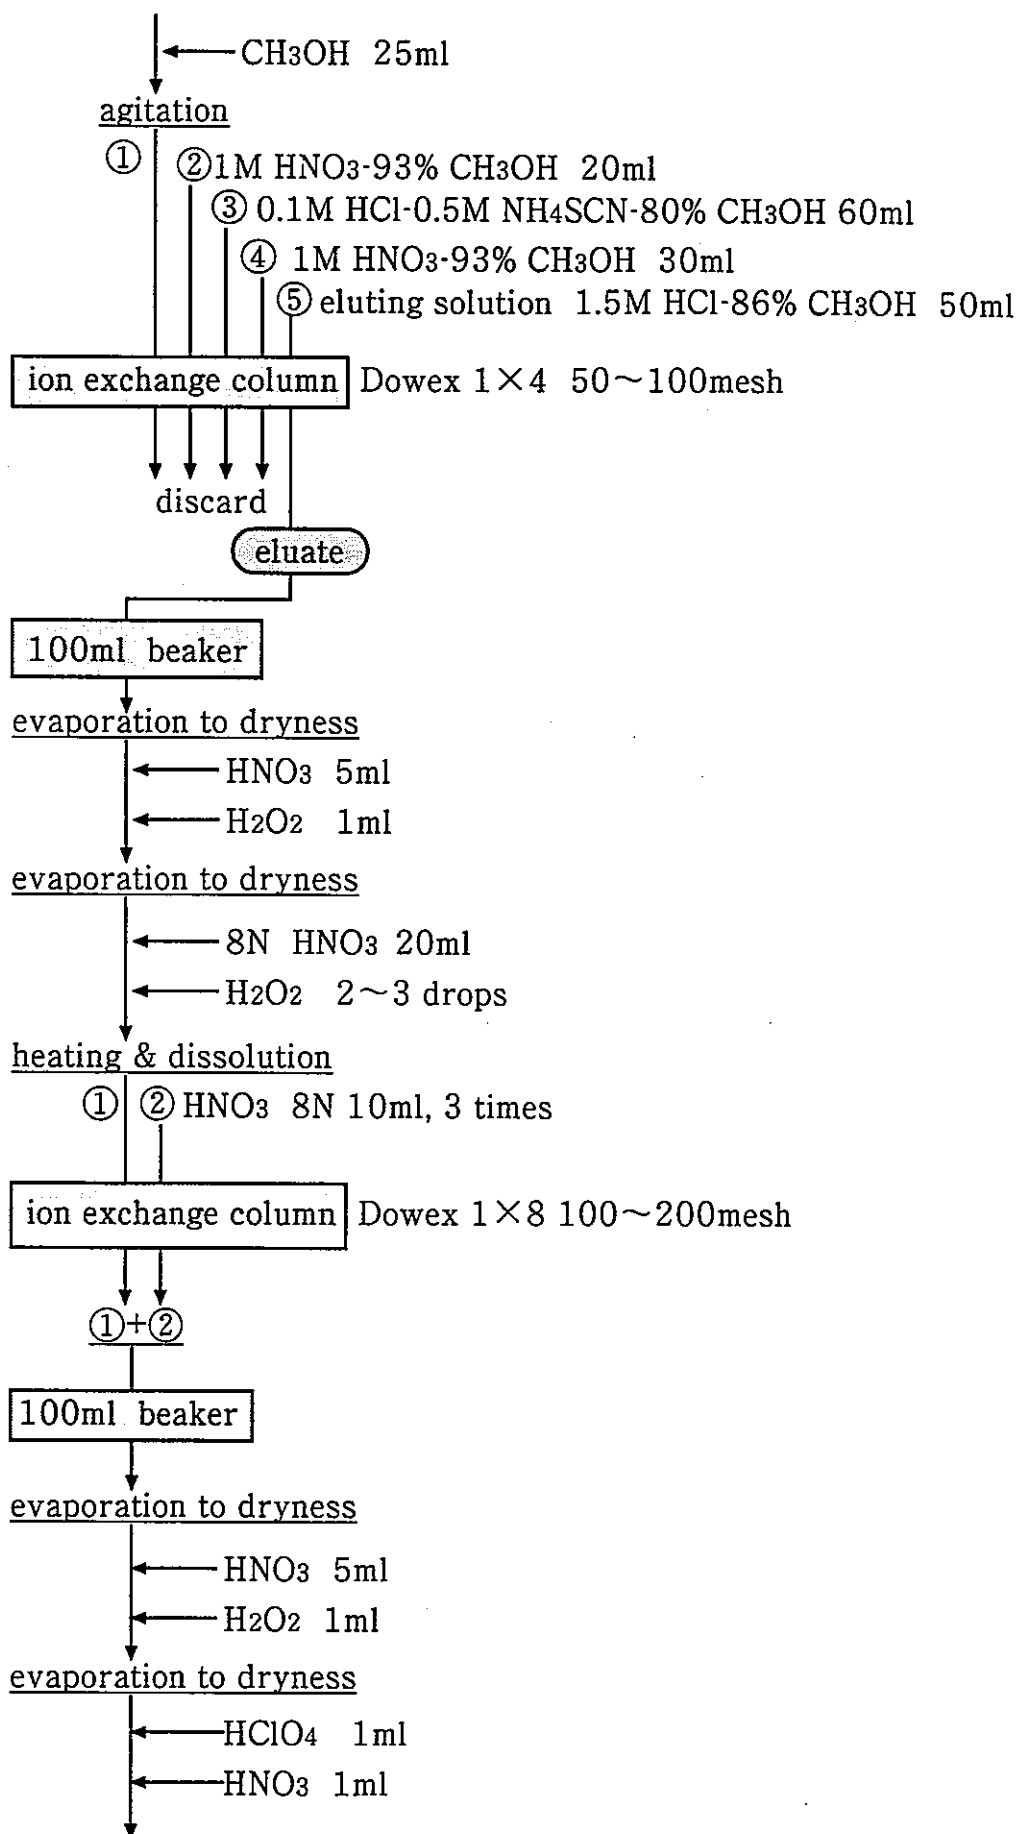 CH3OH 25ml
agitation
① ② 1M HNO3-93% CH3OH 20ml
③ 0.1M HCl-0.5M NH4SCN-80% CH3OH 60ml
④ 1M HNO3-93% CH3OH 30ml
⑤ eluting solution 1.5M HCl-86% CH3OH 50ml
ion exchange column Dowex 1×4 50~100mesh
discard
eluate
100ml beaker
evaporation to dryness
HNO3 5ml
H2O2 1ml
evaporation to dryness
8N HNO3 20ml
H2O2 2~3 drops
heating & dissolution
① ② HNO3 8N 10ml, 3 times
ion exchange column Dowex 1×8 100~200mesh
①+②
100ml beaker
evaporation to dryness
HNO3 5ml
H2O2 1ml
evaporation to dryness
HClO4 1ml
HNO3 1ml